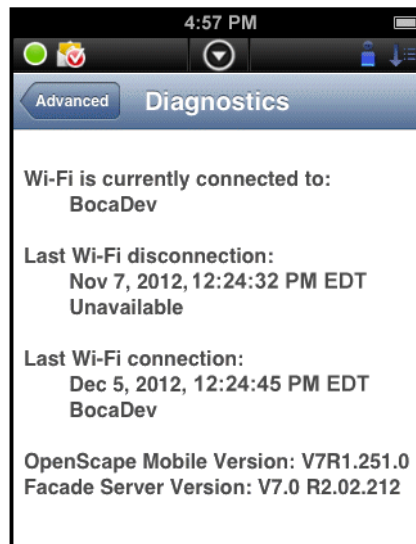 4:57 PM
Advanced
Diagnostics
Wi-Fi is currently connected to:
BocaDev
Last Wi-Fi disconnection:
Nov 7, 2012, 12:24:32 PM EDT
Unavailable
Last Wi-Fi connection:
Dec 5, 2012, 12:24:45 PM EDT
BocaDev
OpenScape Mobile Version: V7R1.251.0
Facade Server Version: V7.0 R2.02.212